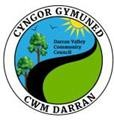 CYNGOR GYMUNED
Darran Valley
Community
Council
CWM DARRAN